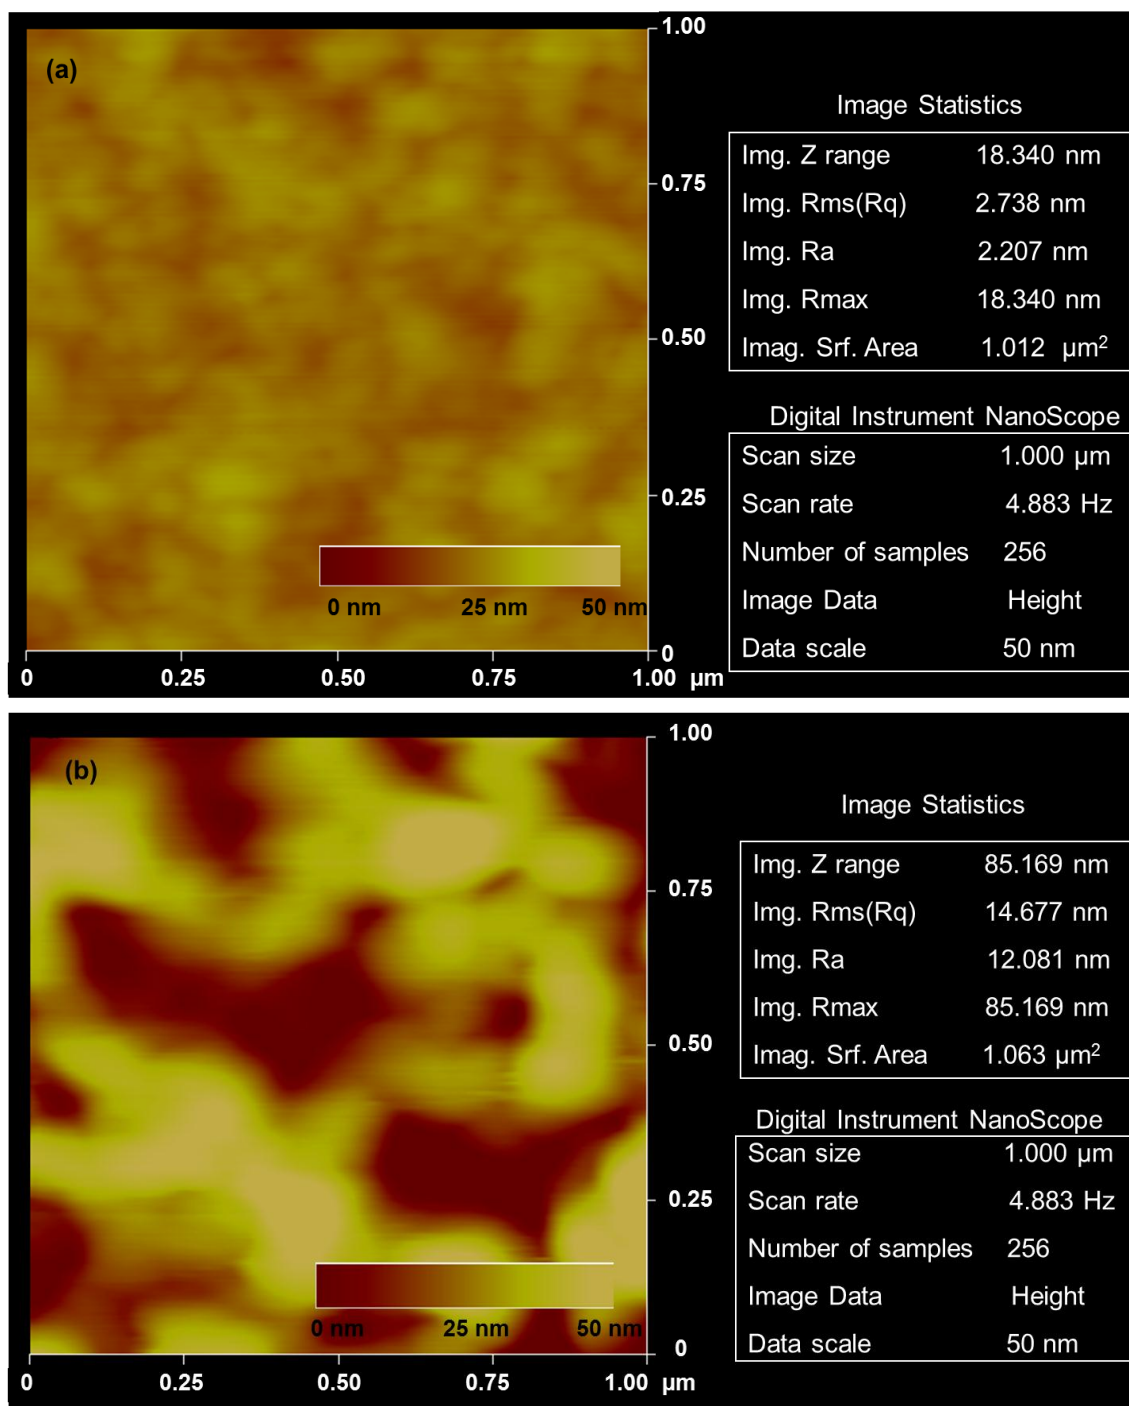 (a)
1.00
0.75
0.50
0.25
0
0 nm 25 nm 50 nm
0 0.25 0.50 0.75 1.00 µm
Image Statistics
Img. Z range 18.340 nm
Img. Rms(Rq) 2.738 nm
Img. Ra 2.207 nm
Img. Rmax 18.340 nm
Imag. Srf. Area 1.012 µm²
Digital Instrument NanoScope
Scan size 1.000 µm
Scan rate 4.883 Hz
Number of samples 256
Image Data Height
Data scale 50 nm
(b)
1.00
0.75
0.50
0.25
0
0 nm 25 nm 50 nm
0 0.25 0.50 0.75 1.00 µm
Image Statistics
Img. Z range 85.169 nm
Img. Rms(Rq) 14.677 nm
Img. Ra 12.081 nm
Img. Rmax 85.169 nm
Imag. Srf. Area 1.063 µm²
Digital Instrument NanoScope
Scan size 1.000 µm
Scan rate 4.883 Hz
Number of samples 256
Image Data Height
Data scale 50 nm